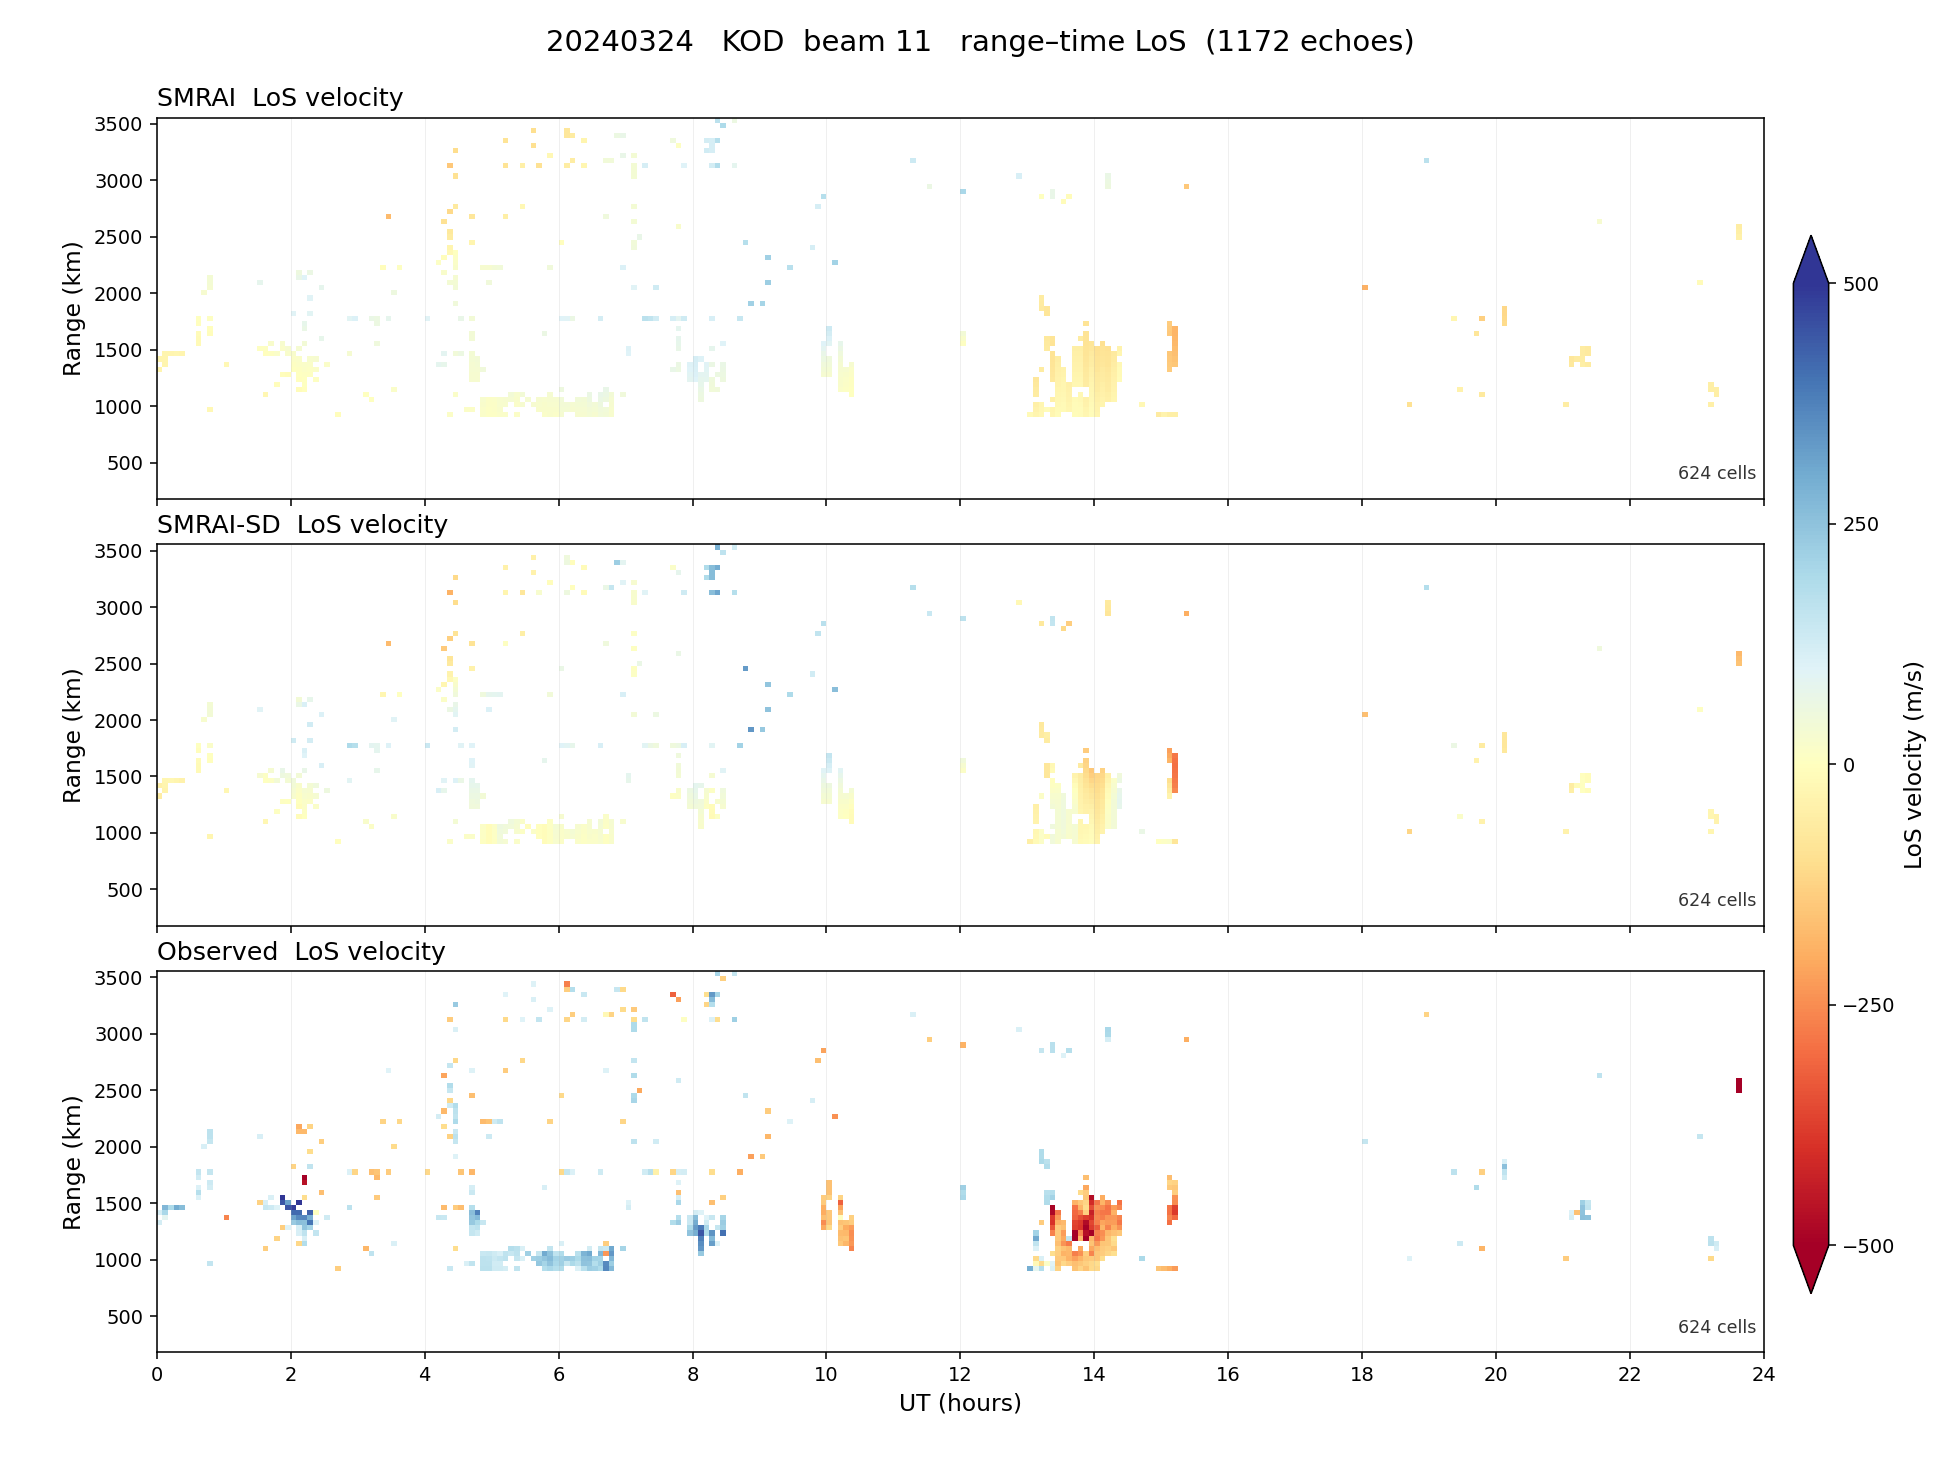 20240324   KOD  beam 11   range–time LoS  (1172 echoes)
SMRAI  LoS velocity
3500
3000
2500
2000
1500
1000
500
Range (km)
624 cells
SMRAI-SD  LoS velocity
3500
3000
2500
2000
1500
1000
500
Range (km)
624 cells
Observed  LoS velocity
3500
3000
2500
2000
1500
1000
500
Range (km)
624 cells
0 2 4 6 8 10 12 14 16 18 20 22 24
UT (hours)
500
250
0
−250
−500
LoS velocity (m/s)